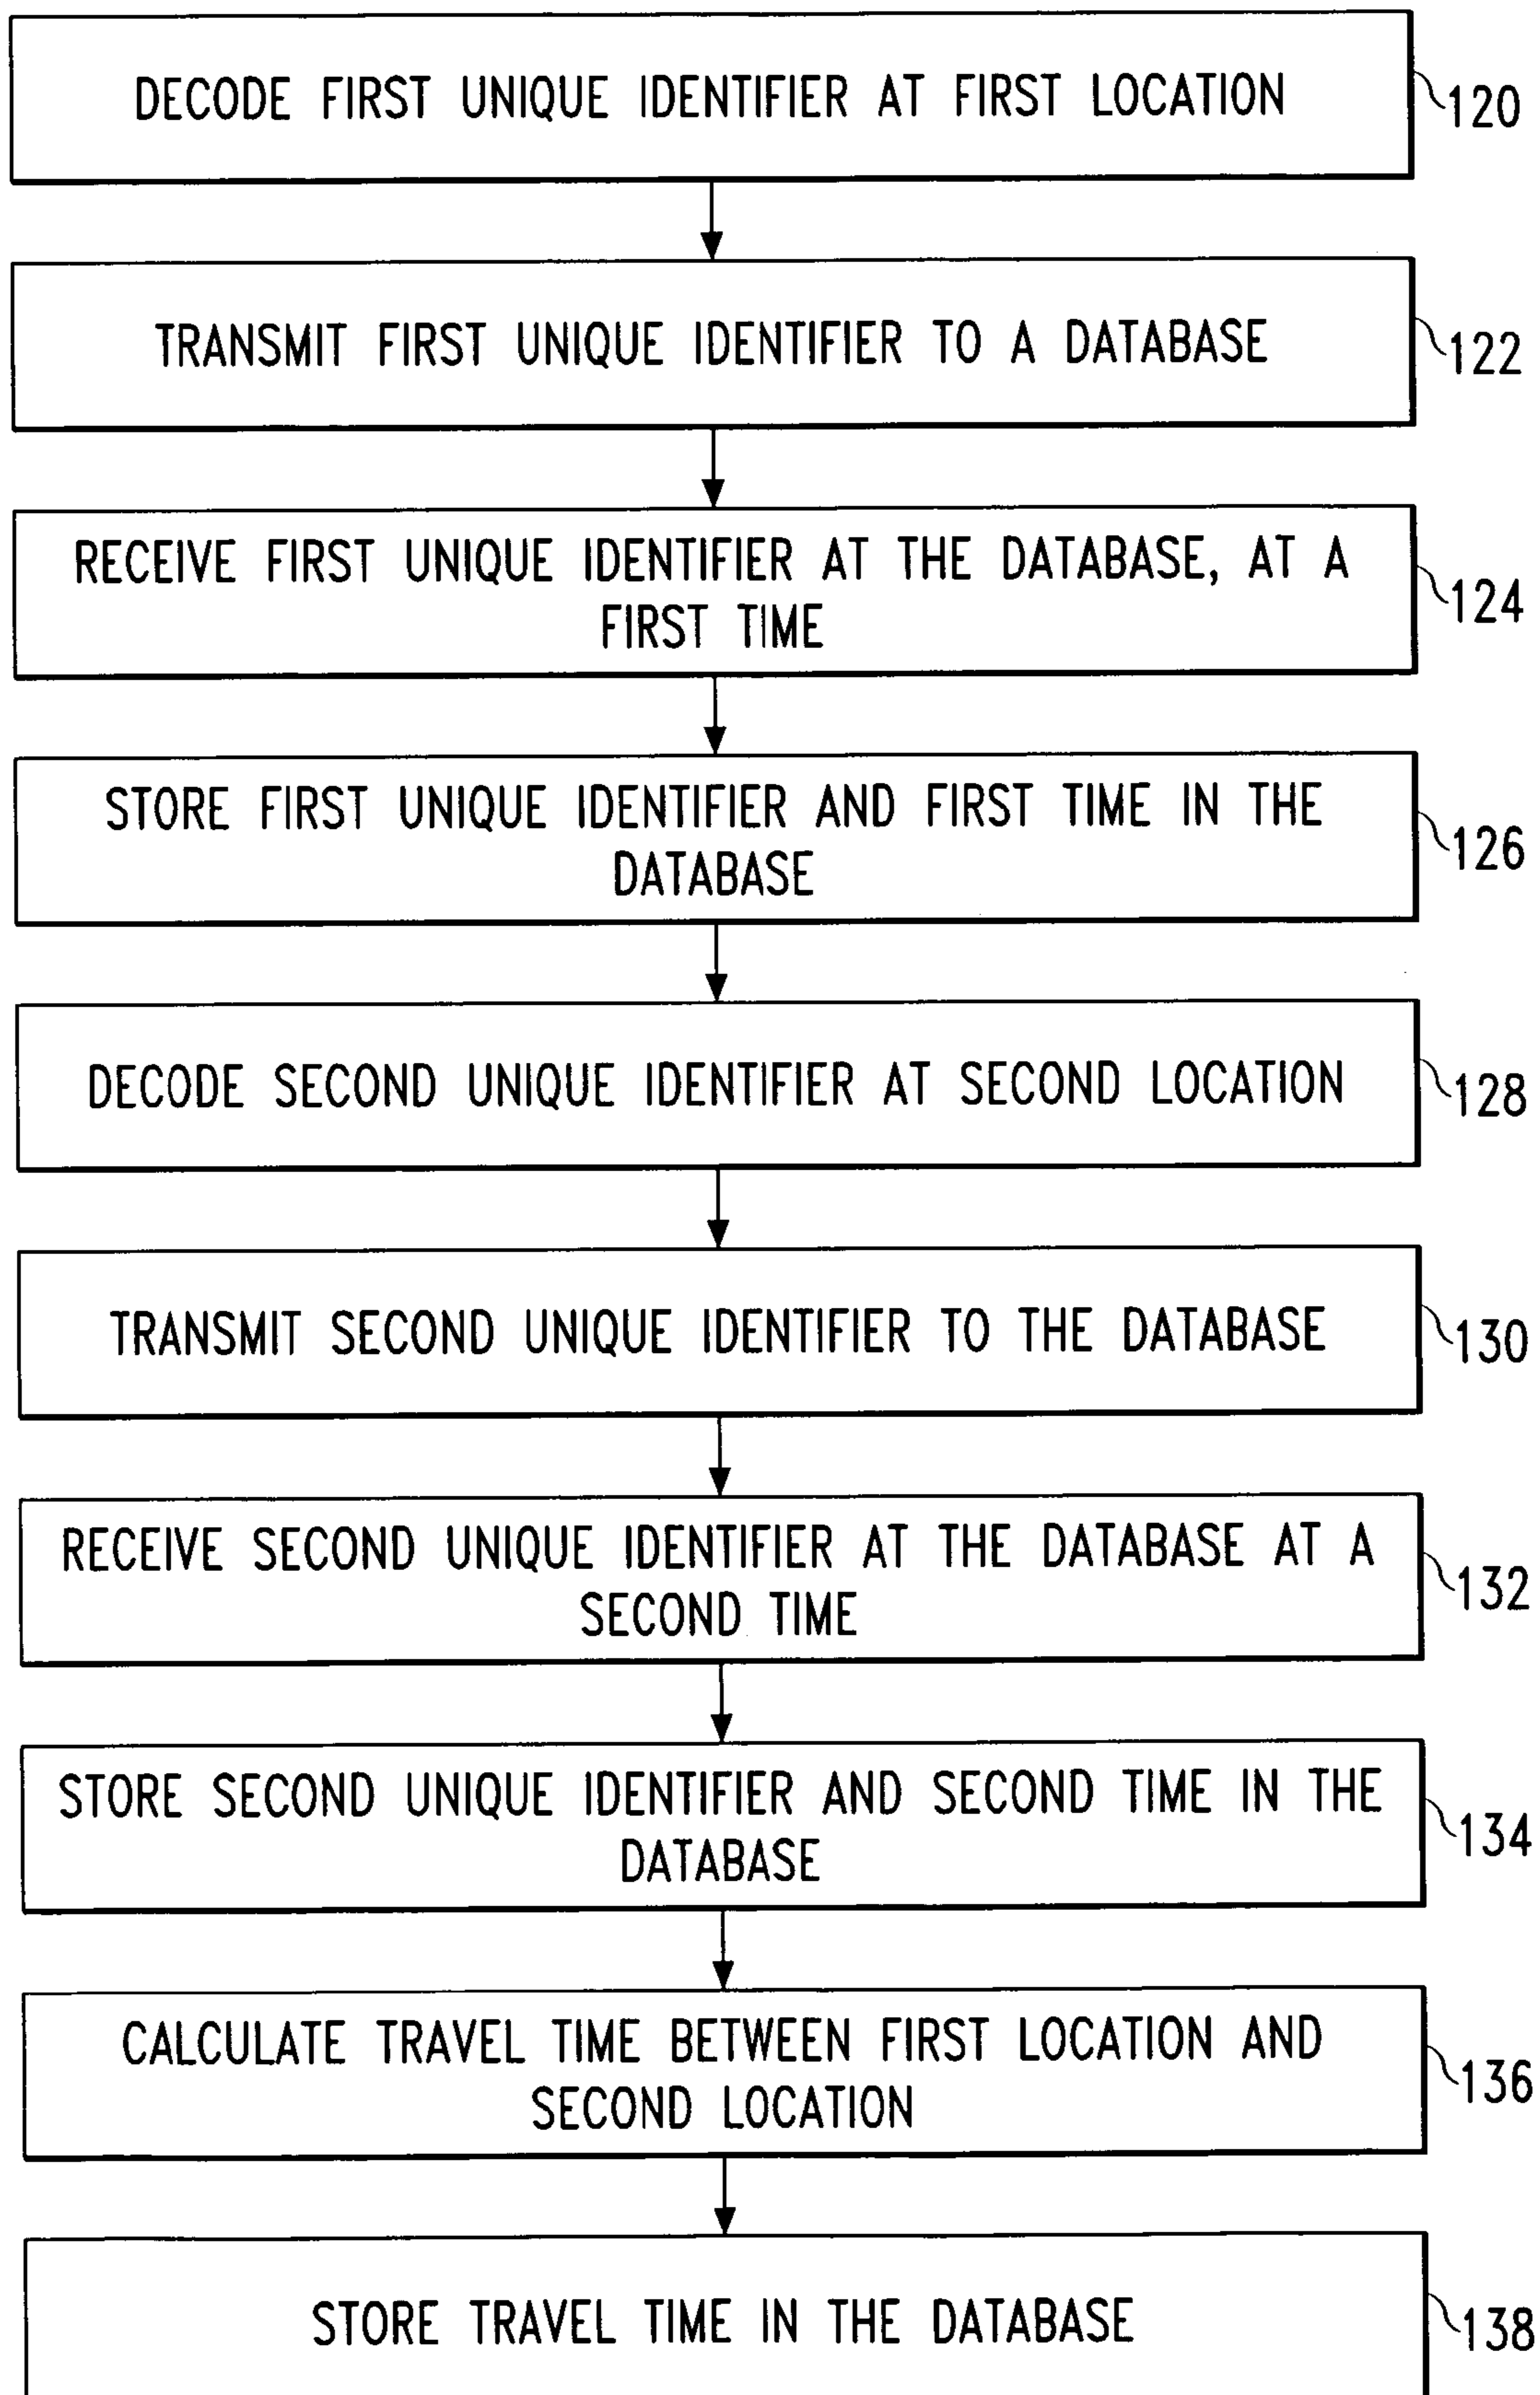 DECODE FIRST UNIQUE IDENTIFIER AT FIRST LOCATION
120
TRANSMIT FIRST UNIQUE IDENTIFIER TO A DATABASE
122
RECEIVE FIRST UNIQUE IDENTIFIER AT THE DATABASE, AT A
FIRST TIME
124
STORE FIRST UNIQUE IDENTIFIER AND FIRST TIME IN THE
DATABASE
126
DECODE SECOND UNIQUE IDENTIFIER AT SECOND LOCATION
128
TRANSMIT SECOND UNIQUE IDENTIFIER TO THE DATABASE
130
RECEIVE SECOND UNIQUE IDENTIFIER AT THE DATABASE AT A
SECOND TIME
132
STORE SECOND UNIQUE IDENTIFIER AND SECOND TIME IN THE
DATABASE
134
CALCULATE TRAVEL TIME BETWEEN FIRST LOCATION AND
SECOND LOCATION
136
STORE TRAVEL TIME IN THE DATABASE
138